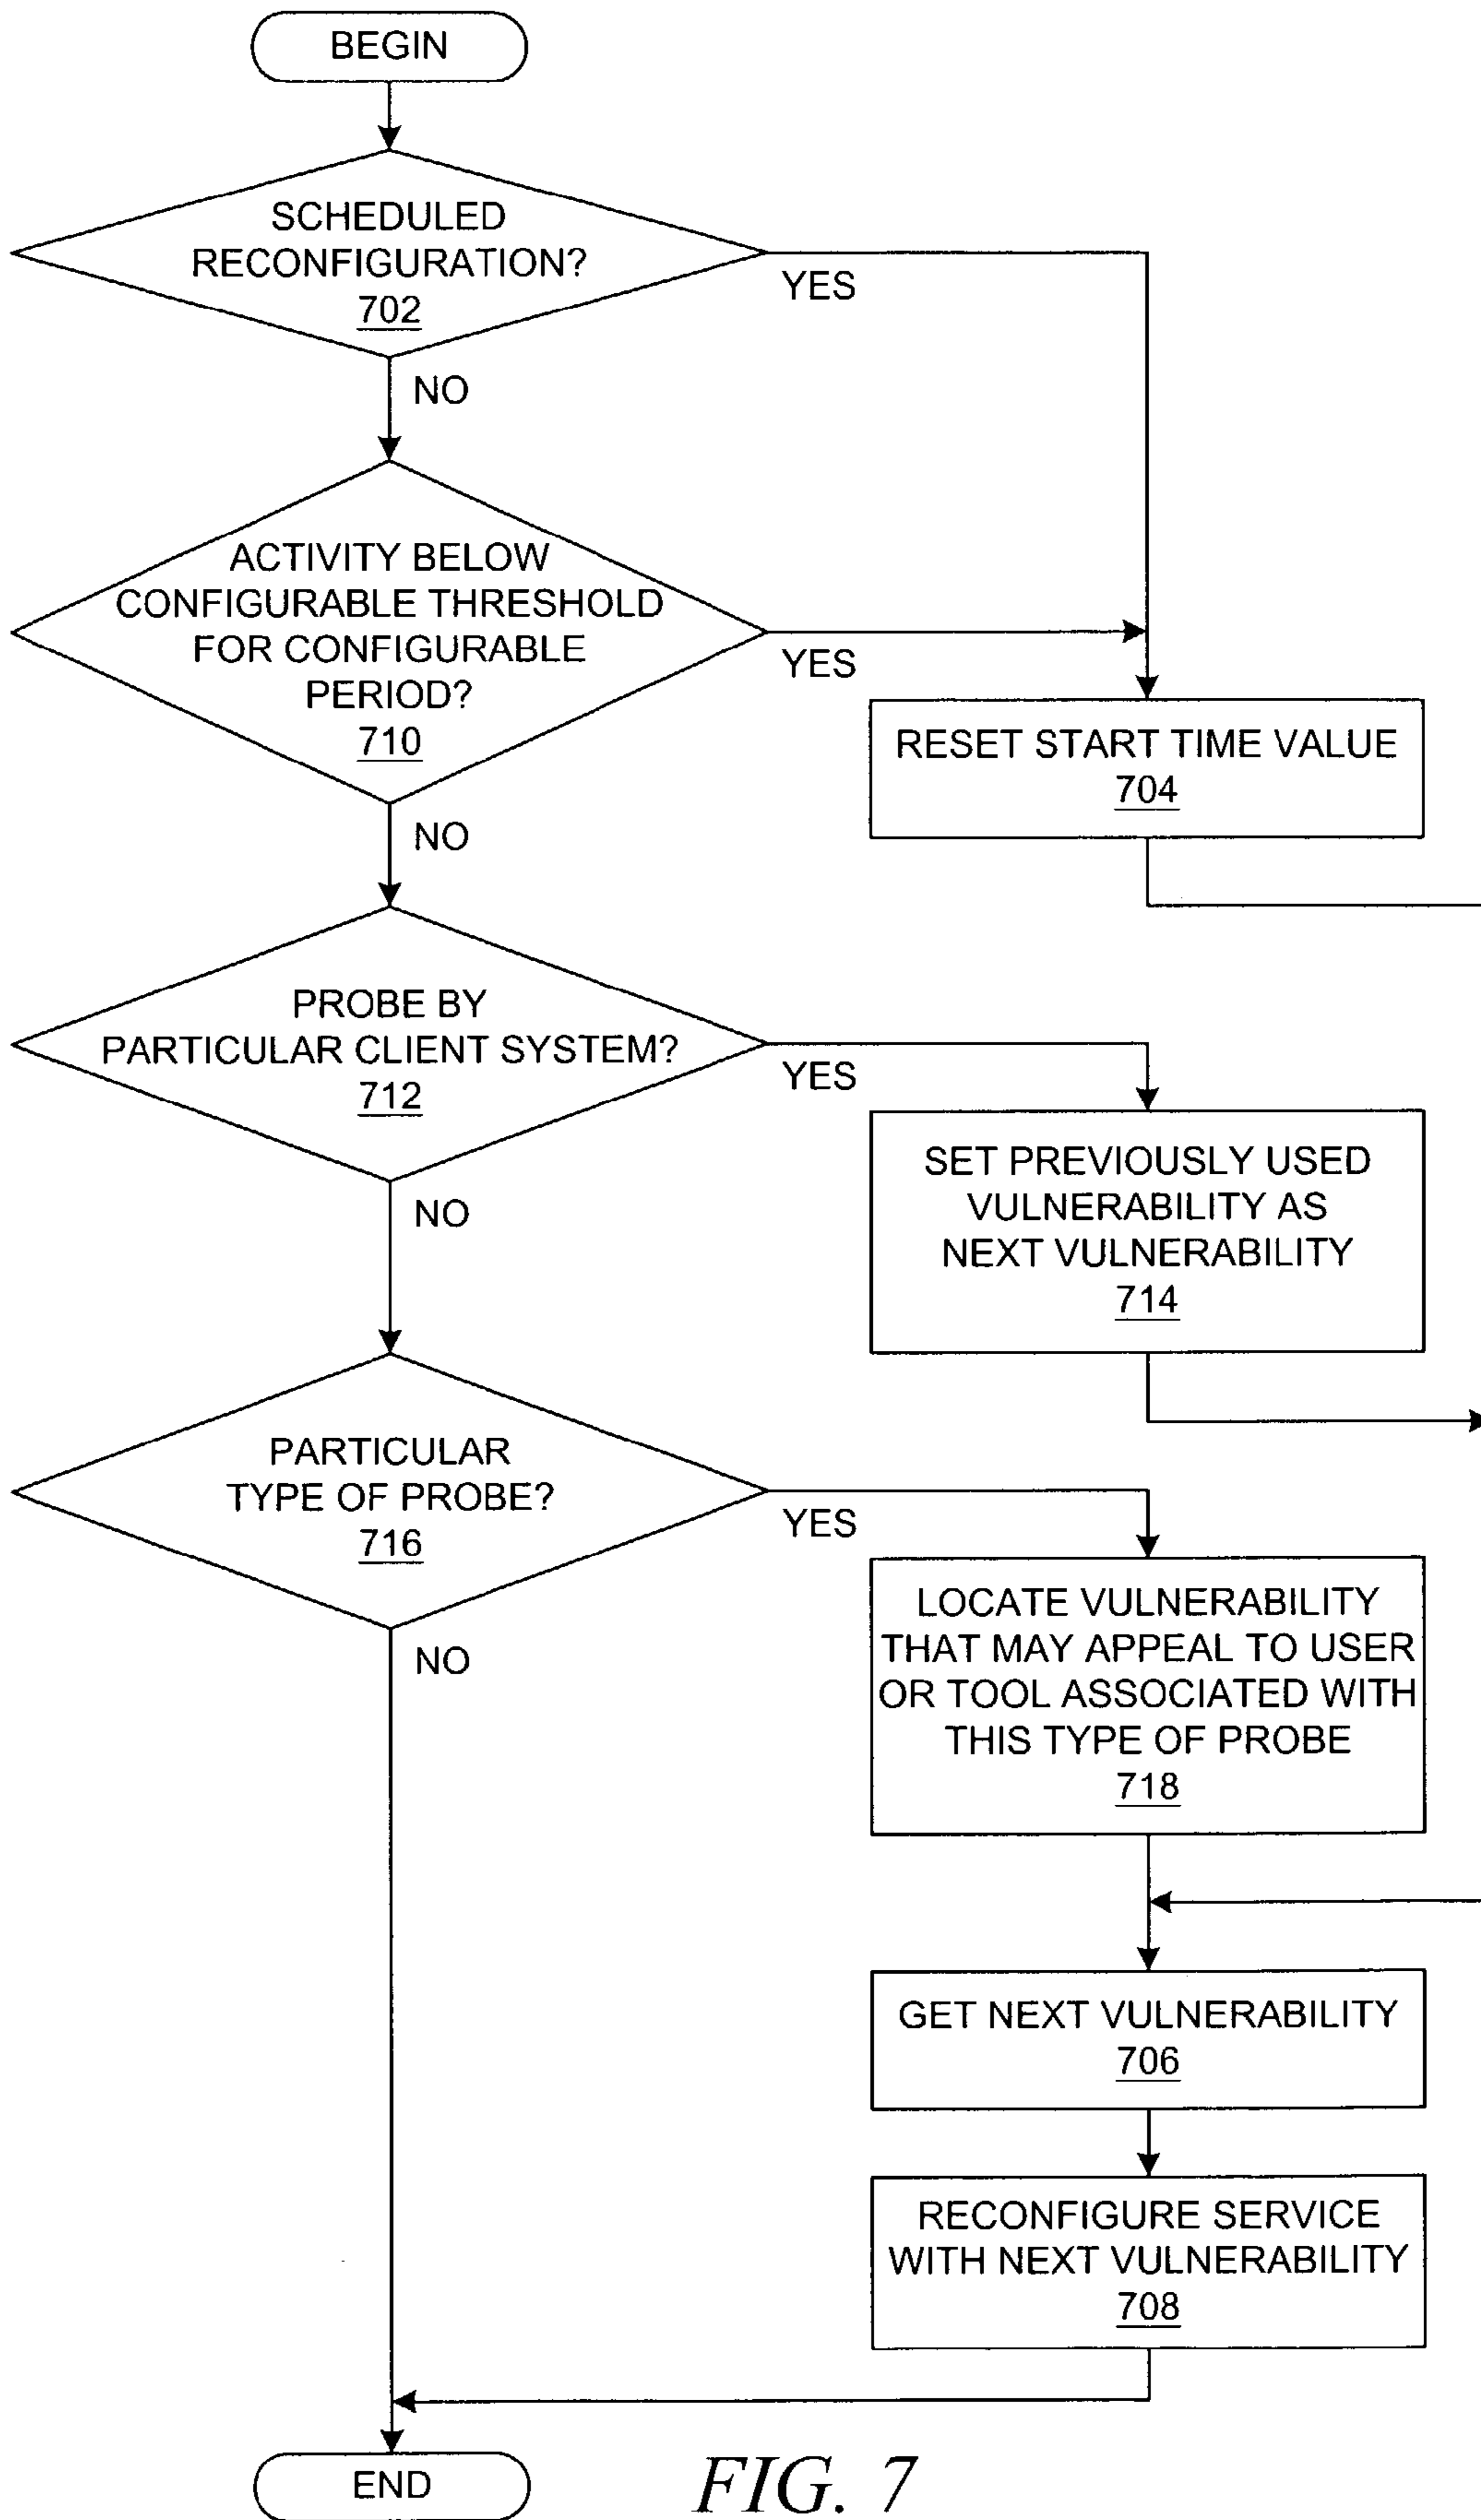 BEGIN
SCHEDULED
RECONFIGURATION?
702
YES
NO
ACTIVITY BELOW
CONFIGURABLE THRESHOLD
FOR CONFIGURABLE
PERIOD?
710
YES
NO
RESET START TIME VALUE
704
PROBE BY
PARTICULAR CLIENT SYSTEM?
712
YES
NO
SET PREVIOUSLY USED
VULNERABILITY AS
NEXT VULNERABILITY
714
PARTICULAR
TYPE OF PROBE?
716
YES
NO
LOCATE VULNERABILITY
THAT MAY APPEAL TO USER
OR TOOL ASSOCIATED WITH
THIS TYPE OF PROBE
718
GET NEXT VULNERABILITY
706
RECONFIGURE SERVICE
WITH NEXT VULNERABILITY
708
END
FIG. 7